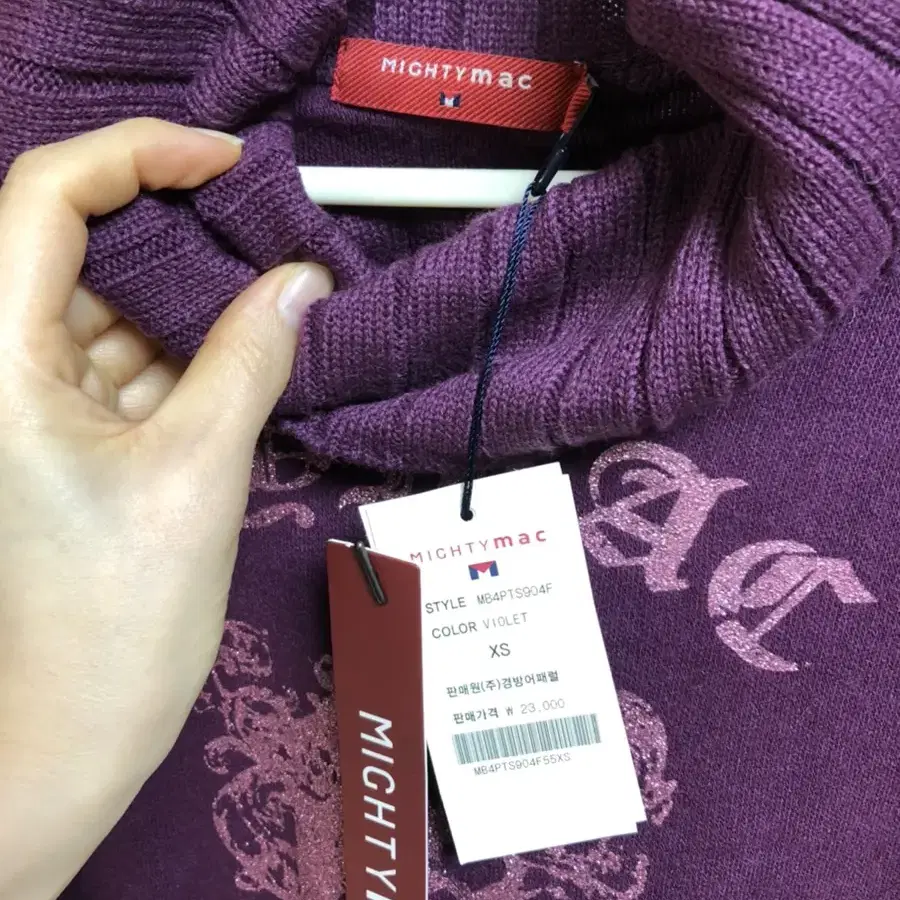 MIGHTYmac
MIGHTYmac
STYLE MB4PTS904F
COLOR VIOLET
XS
판매원(주)경방어패럴
판매가격 ₩ 23,000
MB4PTS904F55XS
MIGHTY